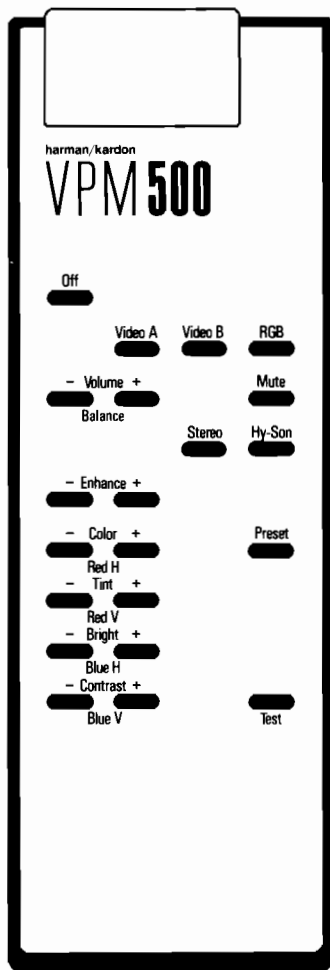 harman/kardon
VPM 500
Off
Video A Video B RGB
– Volume + Mute
Balance
Stereo Hy-Son
– Enhance +
– Color + Preset
Red H
– Tint +
Red V
– Bright +
Blue H
– Contrast +
Blue V Test